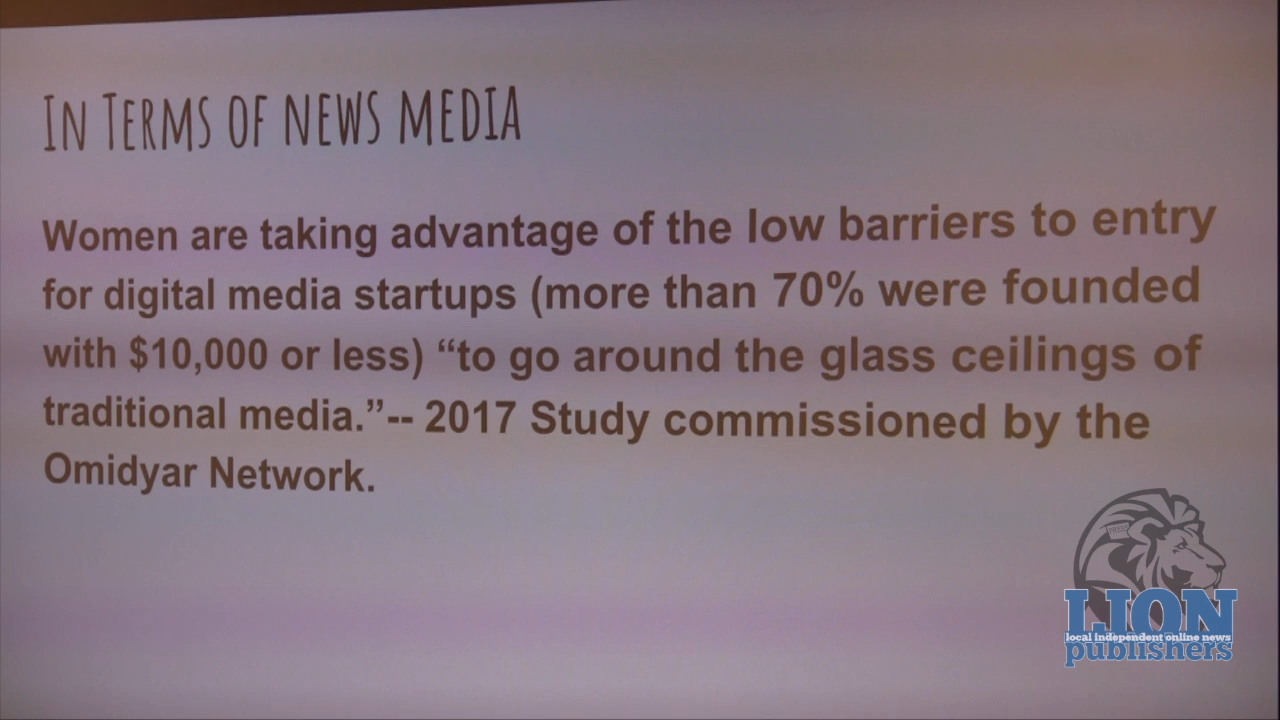 In Terms of news media
Women are taking advantage of the low barriers to entry
for digital media startups (more than 70% were founded
with $10,000 or less) “to go around the glass ceilings of
traditional media.”-- 2017 Study commissioned by the
Omidyar Network.
PRESS
LION
local independent online news
publishers